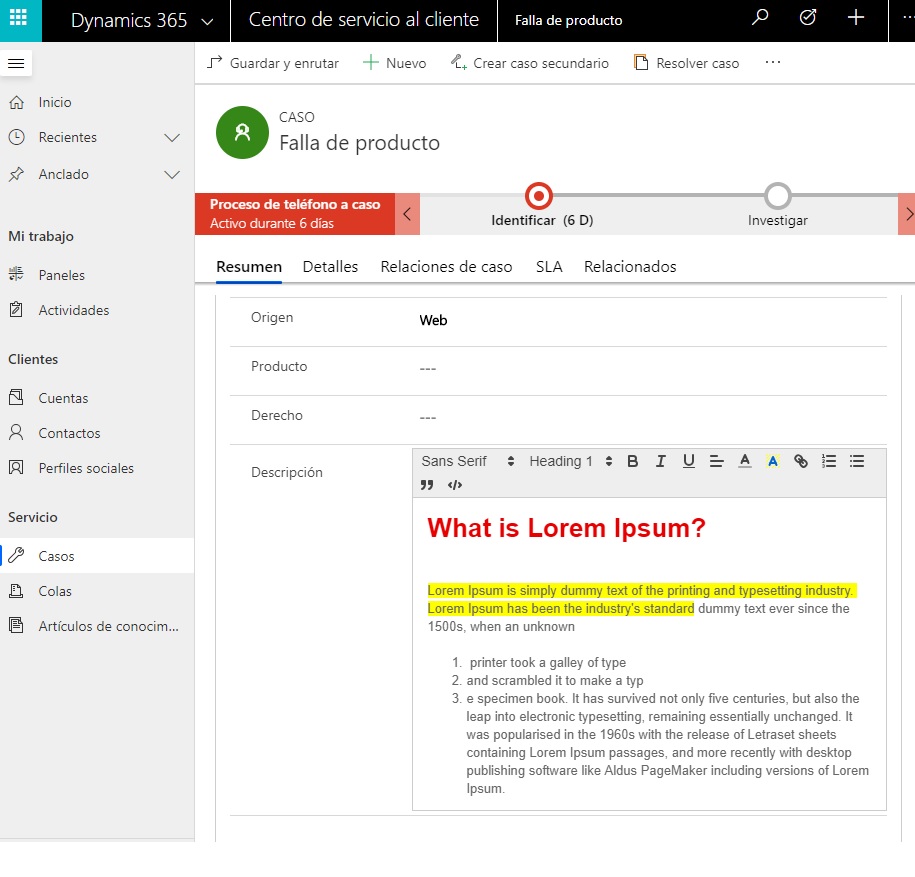 Dynamics 365
Centro de servicio al cliente
Falla de producto
Guardar y enrutar
Nuevo
Crear caso secundario
Resolver caso
Inicio
Recientes
Anclado
Mi trabajo
Paneles
Actividades
Clientes
Cuentas
Contactos
Perfiles sociales
Servicio
Casos
Colas
Artículos de conocim...
CASO
Falla de producto
Proceso de teléfono a caso
Activo durante 6 días
Identificar (6 D)
Investigar
Resumen
Detalles
Relaciones de caso
SLA
Relacionados
Origen
Web
Producto
---
Derecho
---
Descripción
Sans Serif
Heading 1
B I U A A
What is Lorem Ipsum?
Lorem Ipsum is simply dummy text of the printing and typesetting industry.
Lorem Ipsum has been the industry's standard dummy text ever since the
1500s, when an unknown
1. printer took a galley of type
2. and scrambled it to make a typ
3. e specimen book. It has survived not only five centuries, but also the
leap into electronic typesetting, remaining essentially unchanged. It
was popularised in the 1960s with the release of Letraset sheets
containing Lorem Ipsum passages, and more recently with desktop
publishing software like Aldus PageMaker including versions of Lorem
Ipsum.